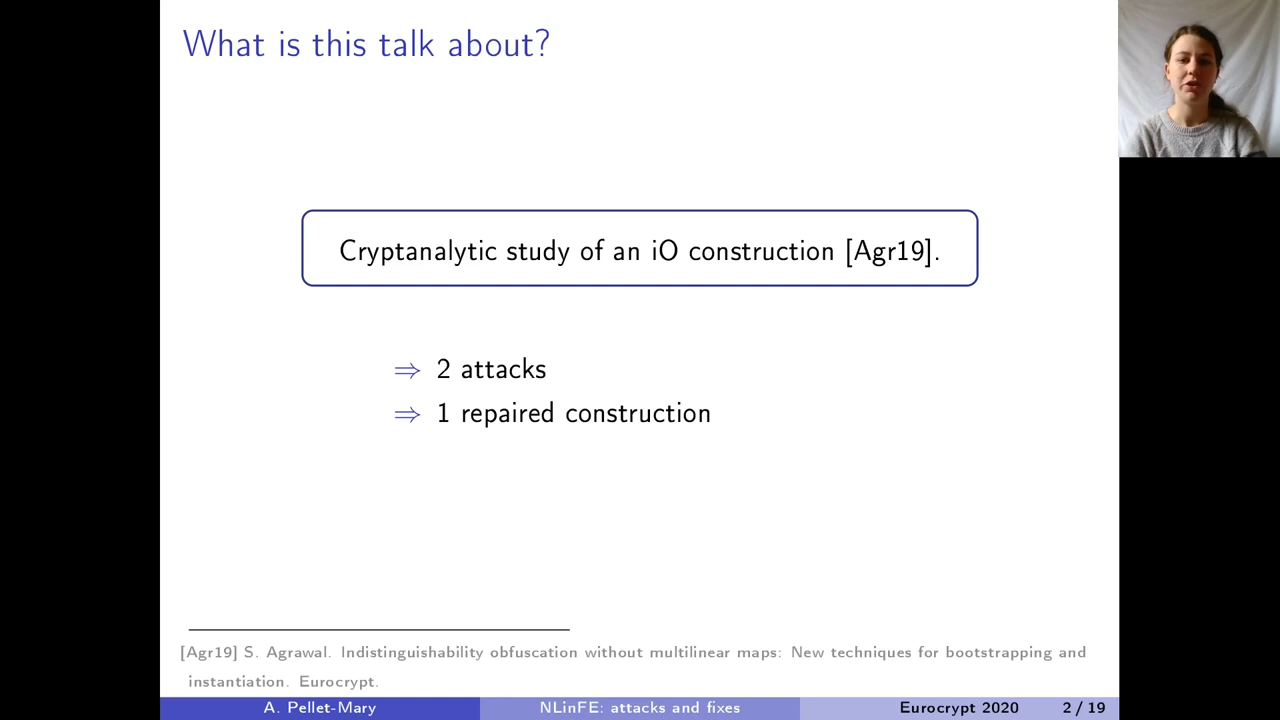 What is this talk about?
Cryptanalytic study of an iO construction [Agr19].
⇒ 2 attacks
⇒ 1 repaired construction
[Agr19] S. Agrawal. Indistinguishability obfuscation without multilinear maps: New techniques for bootstrapping and
instantiation. Eurocrypt.
A. Pellet-Mary NLinFE: attacks and fixes Eurocrypt 2020 2 / 19